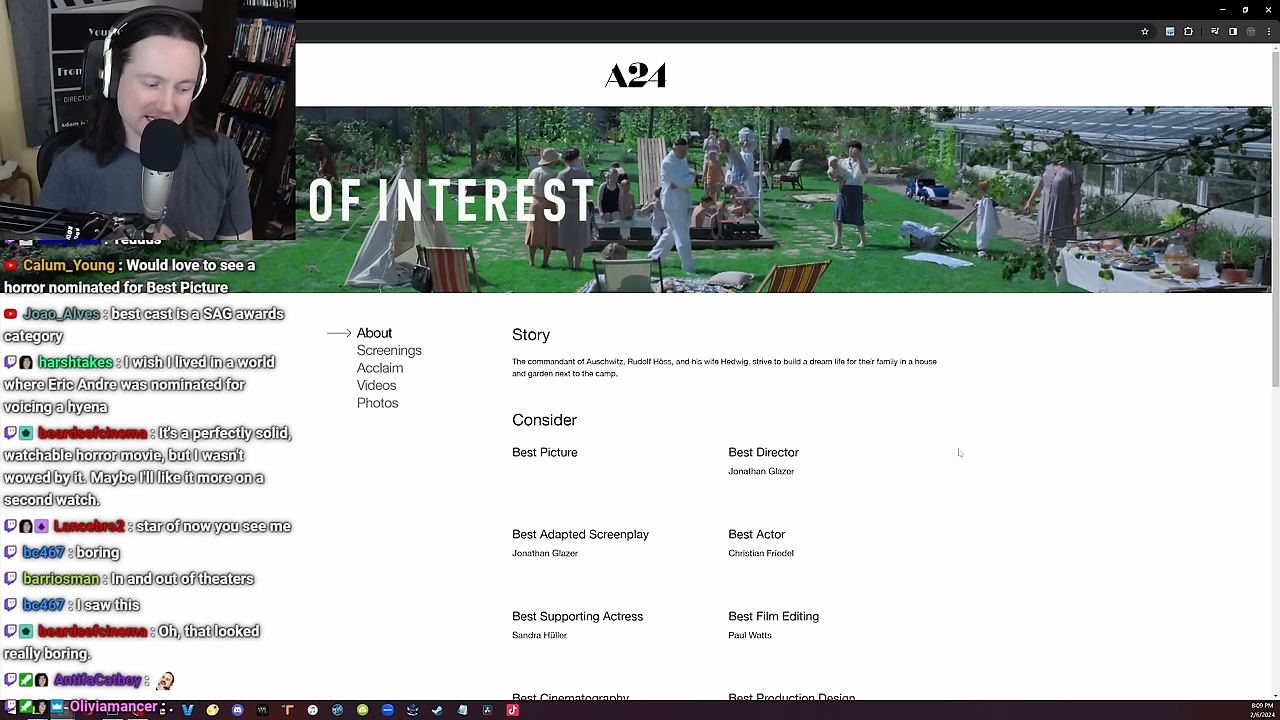 A24
OF INTEREST
Calum_Young : Would love to see a
horror nominated for Best Picture
Joao_Alves : best cast is a SAG awards
category
harshtakes : I wish I lived in a world
where Eric Andre was nominated for
voicing a hyena
beardsofcinema : It's a perfectly solid,
watchable horror movie, but I wasn't
wowed by it. Maybe I'll like it more on a
second watch.
Lancebro2 : star of now you see me
bc467 : boring
barriosman : In and out of theaters
bc467 : I saw this
beardsofcinema : Oh, that looked
really boring.
AntifaCatboy :
Oliviamancer :
About
Screenings
Acclaim
Videos
Photos
Story
The commandant of Auschwitz, Rudolf Höss, and his wife Hedwig, strive to build a dream life for their family in a house
and garden next to the camp.
Consider
Best Picture
Best Director
Jonathan Glazer
Best Adapted Screenplay
Jonathan Glazer
Best Actor
Christian Friedel
Best Supporting Actress
Sandra Hüller
Best Film Editing
Paul Watts
Best Cinematography
Best Production Design
8:09 PM
2/6/2024